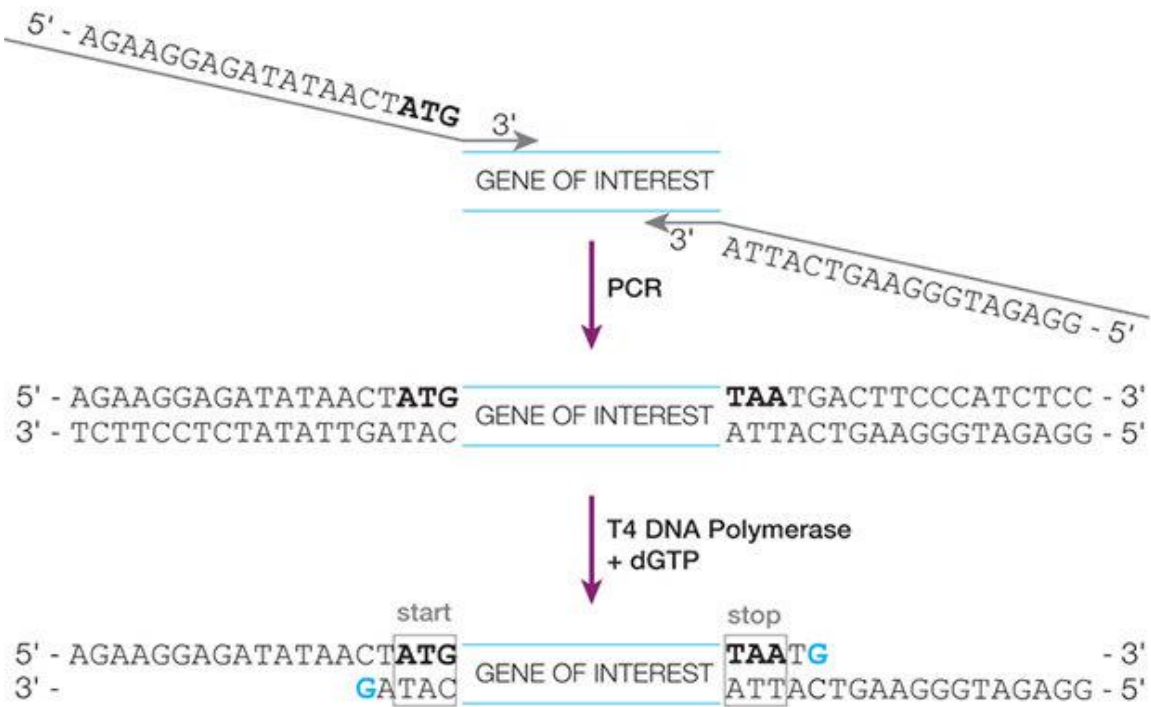 5' - AGAAGGAGATATAACTATG
3'
GENE OF INTEREST
3'
ATTACTGAAGGGTAGAGG - 5'
PCR
5' - AGAAGGAGATATAACTATG TAATGACTTCCCATCTCC - 3'
GENE OF INTEREST
3' - TCTTCCTCTATATTGATAC ATTACTGAAGGGTAGAGG - 5'
T4 DNA Polymerase
+ dGTP
start stop
5' - AGAAGGAGATATAACTATG TAATG - 3'
GENE OF INTEREST
3' - GATAC ATTACTGAAGGGTAGAGG - 5'